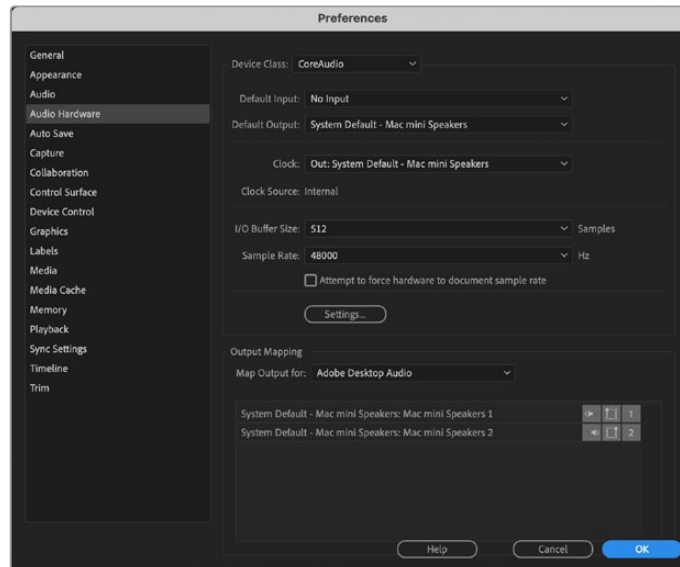 Preferences
General
Appearance
Audio
Audio Hardware
Auto Save
Capture
Collaboration
Control Surface
Device Control
Graphics
Labels
Media
Media Cache
Memory
Playback
Sync Settings
Timeline
Trim
Device Class: CoreAudio
Default Input: No Input
Default Output: System Default - Mac mini Speakers
Clock: Out: System Default - Mac mini Speakers
Clock Source: Internal
I/O Buffer Size: 512 Samples
Sample Rate: 48000 Hz
Attempt to force hardware to document sample rate
Settings...
Output Mapping
Map Output for: Adobe Desktop Audio
System Default - Mac mini Speakers: Mac mini Speakers 1 1
System Default - Mac mini Speakers: Mac mini Speakers 2 2
Help Cancel OK